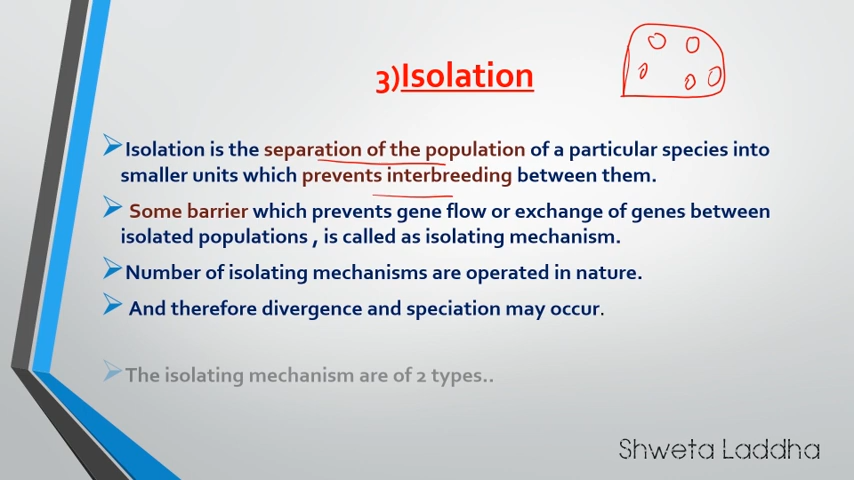 3)Isolation
Isolation is the separation of the population of a particular species into
smaller units which prevents interbreeding between them.
Some barrier which prevents gene flow or exchange of genes between
isolated populations , is called as isolating mechanism.
Number of isolating mechanisms are operated in nature.
And therefore divergence and speciation may occur.
The isolating mechanism are of 2 types..
Shweta Laddha